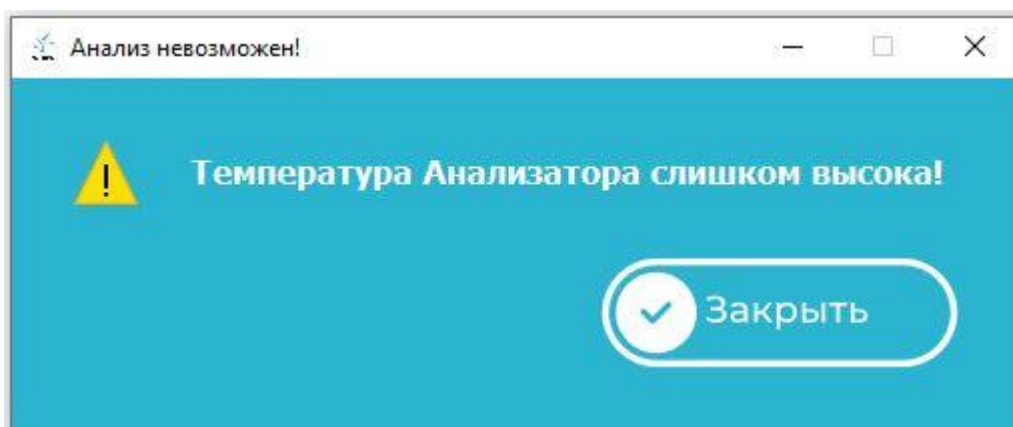 Анализ невозможен!
Температура Анализатора слишком высока!
Закрыть